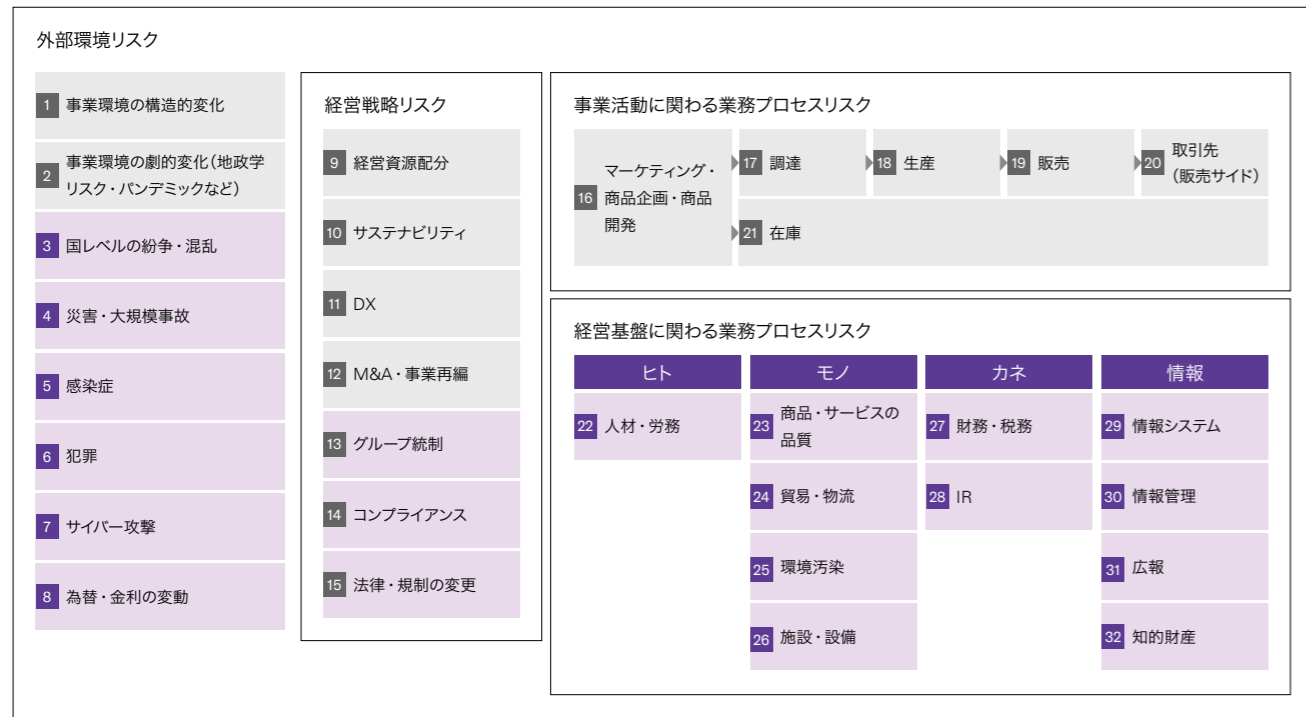 外部環境リスク
1 事業環境の構造的変化
2 事業環境の劇的変化(地政学
リスク・パンデミックなど)
3 国レベルの紛争・混乱
4 災害・大規模事故
5 感染症
6 犯罪
7 サイバー攻撃
8 為替・金利の変動
経営戦略リスク
9 経営資源配分
10 サステナビリティ
11 DX
12 M&A・事業再編
13 グループ統制
14 コンプライアンス
15 法律・規制の変更
事業活動に関わる業務プロセスリスク
16 マーケティング・
商品企画・商品
開発
17 調達
18 生産
19 販売
20 取引先
(販売サイド)
21 在庫
経営基盤に関わる業務プロセスリスク
ヒト
22 人材・労務
モノ
23 商品・サービスの
品質
24 貿易・物流
25 環境汚染
26 施設・設備
カネ
27 財務・税務
28 IR
情報
29 情報システム
30 情報管理
31 広報
32 知的財産